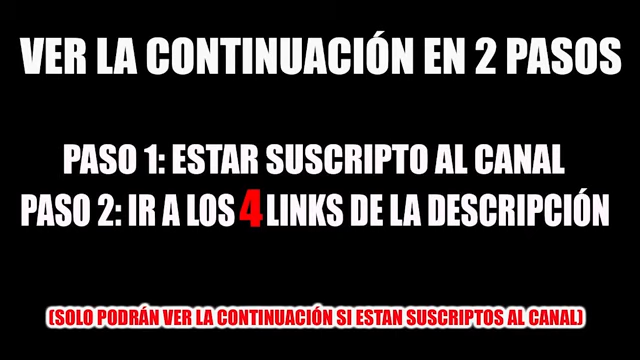 VER LA CONTINUACIÓN EN 2 PASOS
PASO 1: ESTAR SUSCRIPTO AL CANAL
PASO 2: IR A LOS 4 LINKS DE LA DESCRIPCIÓN
(SOLO PODRÁN VER LA CONTINUACIÓN SI ESTAN SUSCRIPTOS AL CANAL)